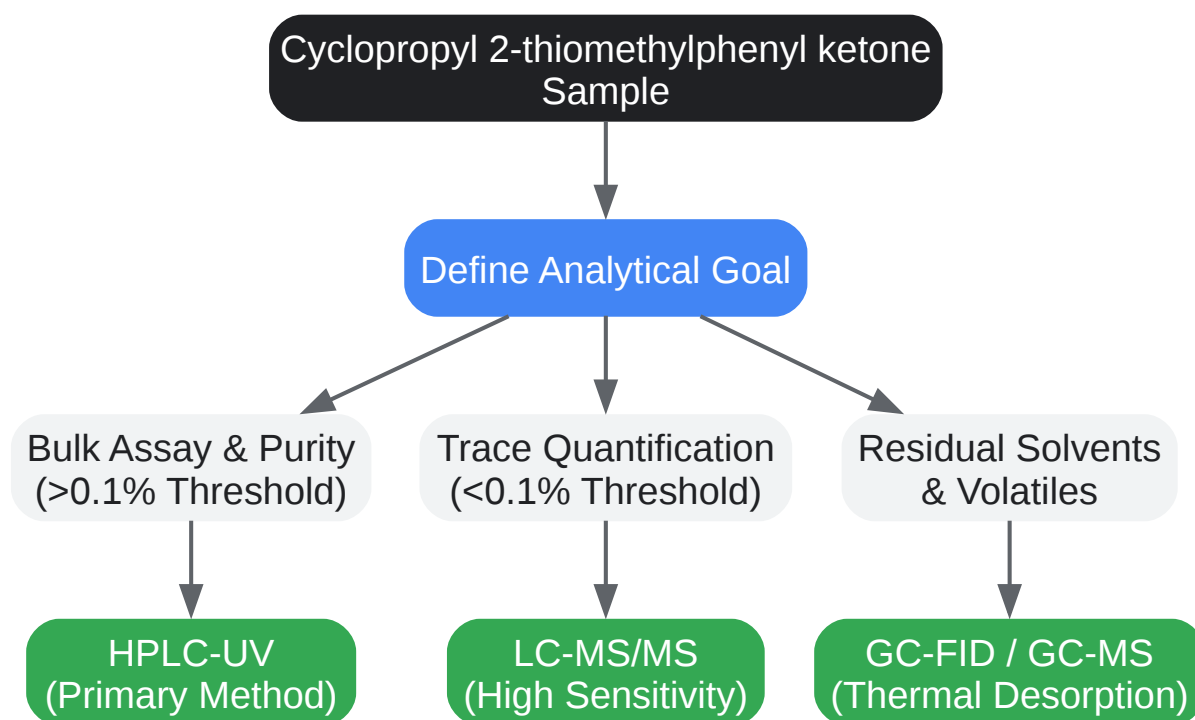 Cyclopropyl 2-thiomethylphenyl ketone
Sample
Define Analytical Goal
Bulk Assay & Purity
(>0.1% Threshold)
Trace Quantification
(<0.1% Threshold)
Residual Solvents
& Volatiles
HPLC-UV
(Primary Method)
LC-MS/MS
(High Sensitivity)
GC-FID / GC-MS
(Thermal Desorption)